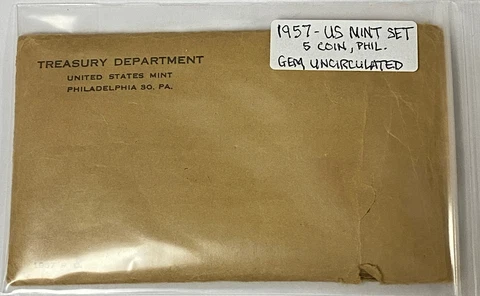 1957 - US MINT SET
5 COIN, PHIL.
GEM UNCIRCULATED
TREASURY DEPARTMENT
UNITED STATES MINT
PHILADELPHIA 30, PA.